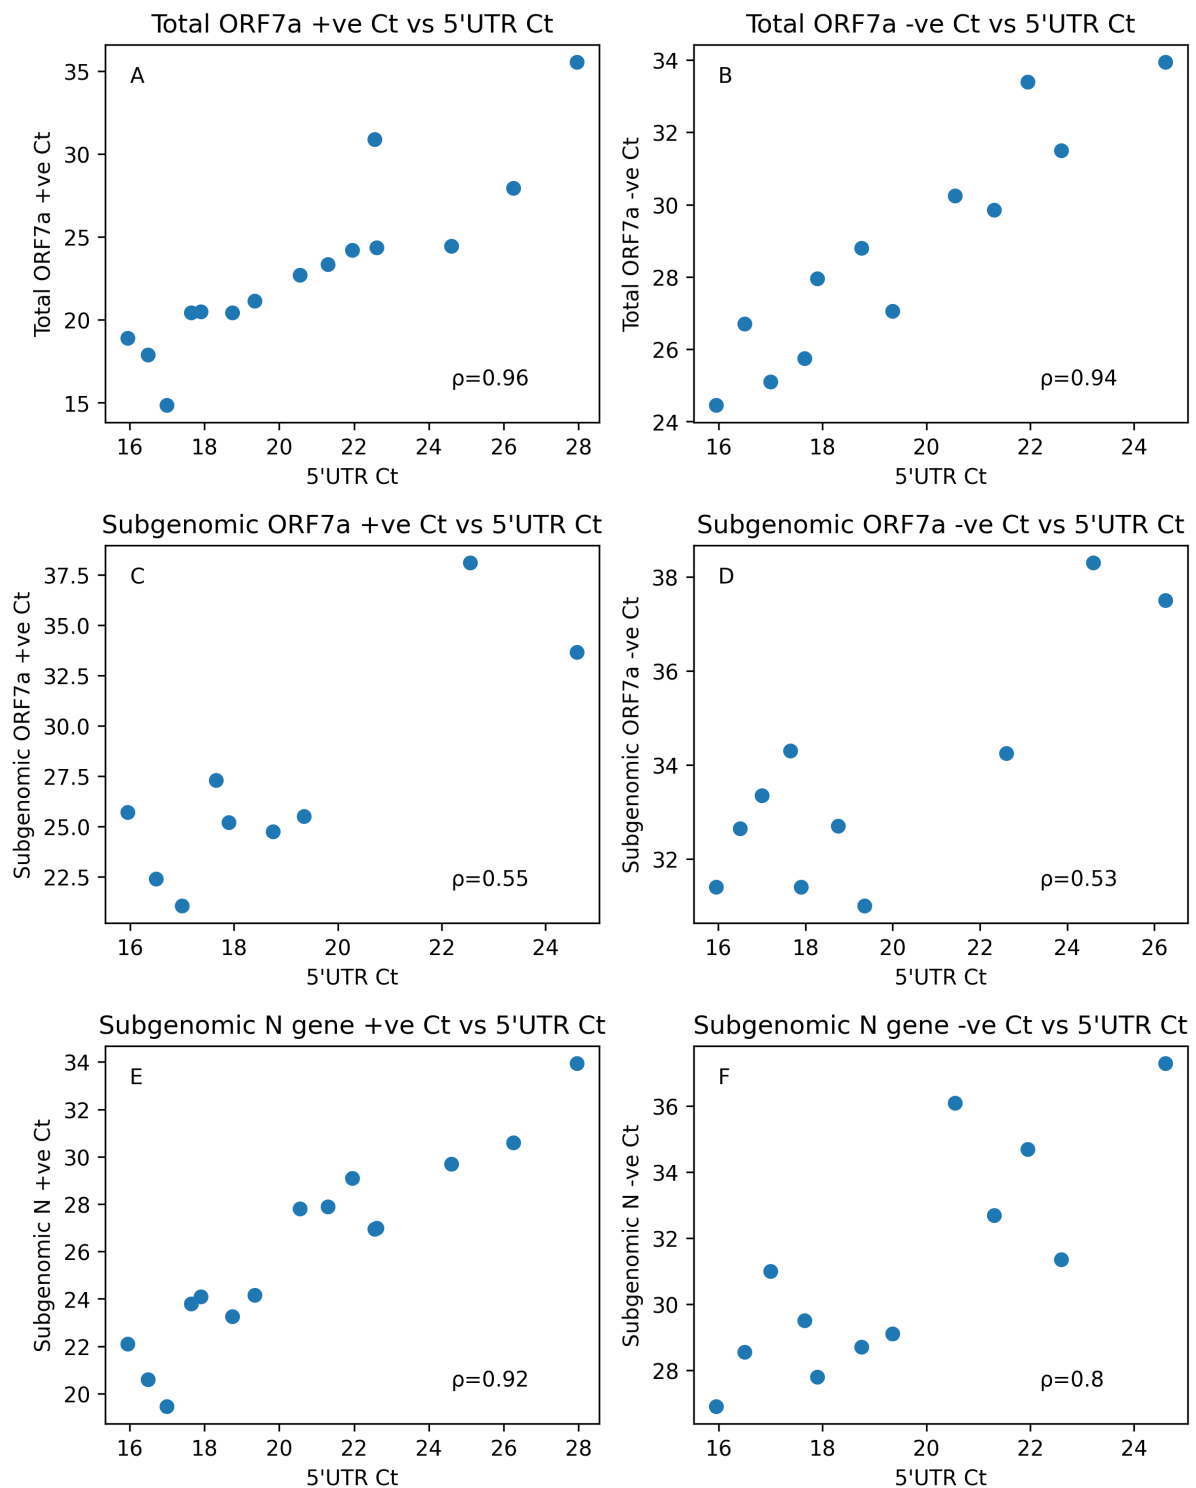 Total ORF7a +ve Ct vs 5'UTR Ct
A
35
30
25
20
15
Total ORF7a +ve Ct
ρ=0.96
16 18 20 22 24 26 28
5'UTR Ct
Total ORF7a -ve Ct vs 5'UTR Ct
B
34
32
30
28
26
24
Total ORF7a -ve Ct
ρ=0.94
16 18 20 22 24
5'UTR Ct
Subgenomic ORF7a +ve Ct vs 5'UTR Ct
C
37.5
35.0
32.5
30.0
27.5
25.0
22.5
Subgenomic ORF7a +ve Ct
ρ=0.55
16 18 20 22 24
5'UTR Ct
Subgenomic ORF7a -ve Ct vs 5'UTR Ct
D
38
36
34
32
Subgenomic ORF7a -ve Ct
ρ=0.53
16 18 20 22 24 26
5'UTR Ct
Subgenomic N gene +ve Ct vs 5'UTR Ct
E
34
32
30
28
26
24
22
20
Subgenomic N +ve Ct
ρ=0.92
16 18 20 22 24 26 28
5'UTR Ct
Subgenomic N gene -ve Ct vs 5'UTR Ct
F
36
34
32
30
28
Subgenomic N -ve Ct
ρ=0.8
16 18 20 22 24
5'UTR Ct